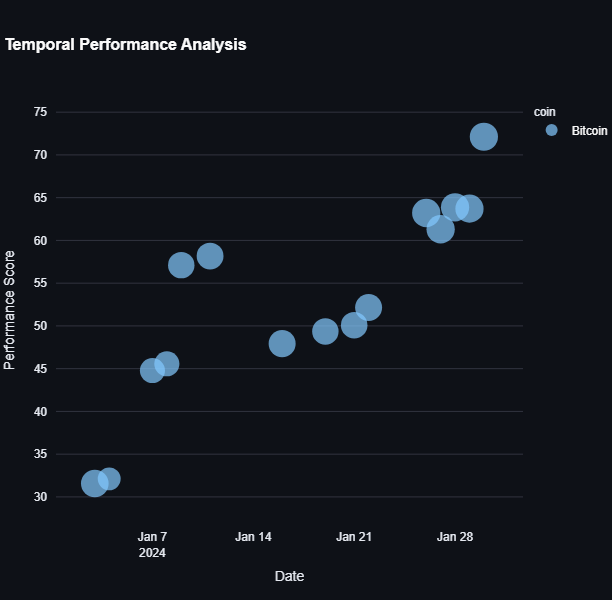 Temporal Performance Analysis
coin
Bitcoin
75
70
65
60
55
50
45
40
35
30
Performance Score
Jan 7
2024
Jan 14
Jan 21
Jan 28
Date